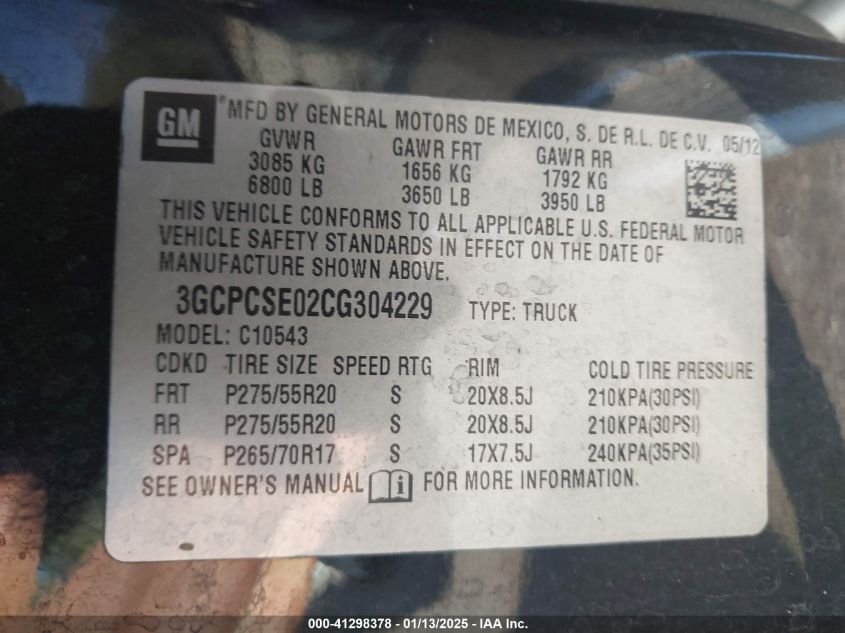 GM *MFD BY GENERAL MOTORS DE MEXICO, S. DE R.L. DE C.V. 05/12
GVWR GAWR FRT GAWR RR
3085 KG 1656 KG 1792 KG
6800 LB 3650 LB 3950 LB
THIS VEHICLE CONFORMS TO ALL APPLICABLE U.S. FEDERAL MOTOR
VEHICLE SAFETY STANDARDS IN EFFECT ON THE DATE OF
MANUFACTURE SHOWN ABOVE.
3GCPCSE02CG304229 TYPE: TRUCK
MODEL: C10543
CDKD TIRE SIZE SPEED RTG RIM COLD TIRE PRESSURE
FRT P275/55R20 S 20X8.5J 210KPA(30PSI)
RR P275/55R20 S 20X8.5J 210KPA(30PSI)
SPA P265/70R17 S 17X7.5J 240KPA(35PSI)
SEE OWNER'S MANUAL i FOR MORE INFORMATION.
000-41298378 - 01/13/2025 - IAA Inc.